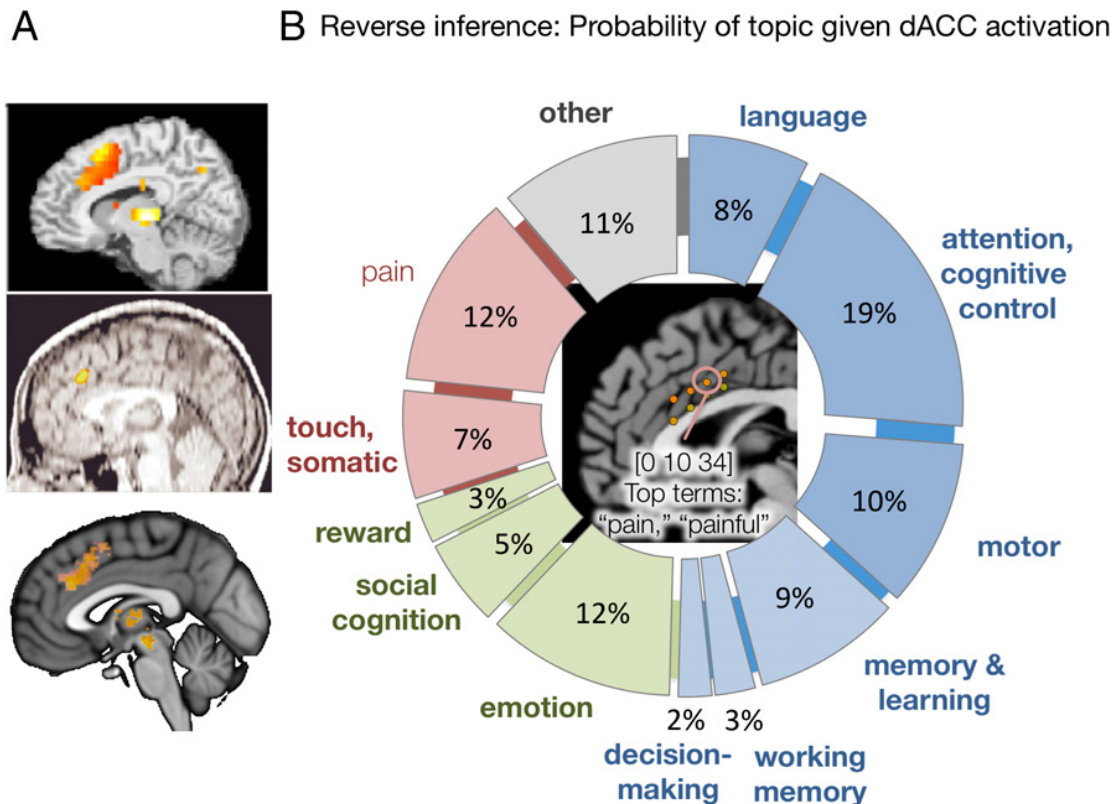 A
B Reverse inference: Probability of topic given dACC activation
other
language
11%
8%
attention,
cognitive
control
19%
pain
12%
touch,
somatic
7%
[0 10 34]
Top terms:
“pain,” “painful”
10%
motor
reward
3%
social
cognition
5%
9%
memory &
learning
emotion
12%
2%
decision-
making
3%
working
memory